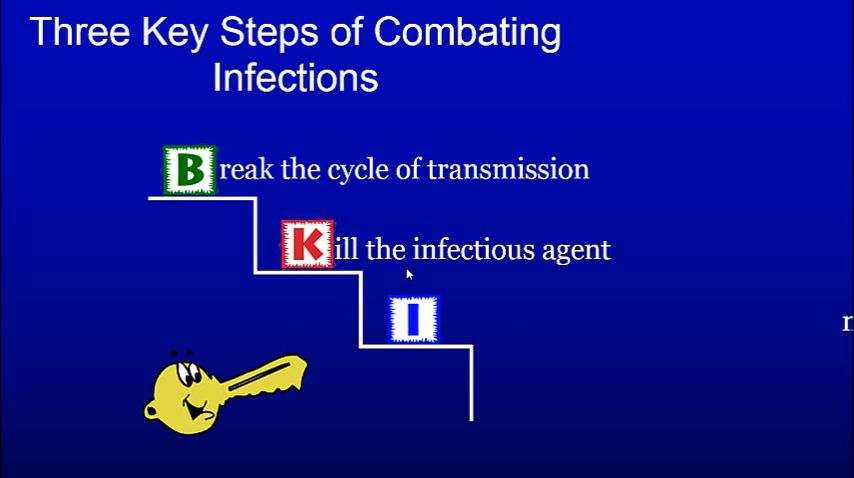 Three Key Steps of Combating
Infections
Break the cycle of transmission
Kill the infectious agent
I